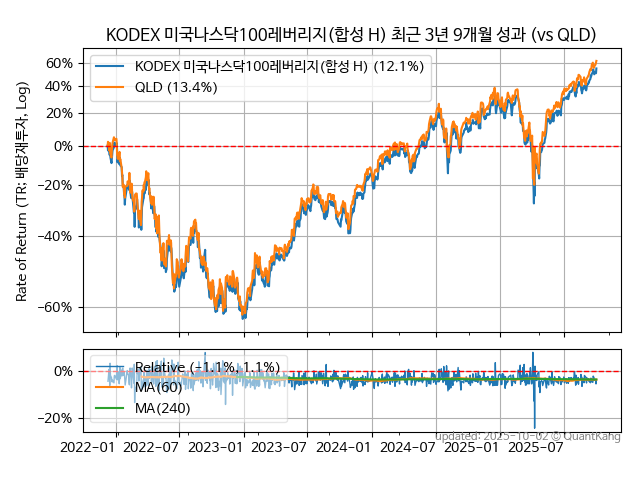 KODEX 미국나스닥100레버리지(합성 H) 최근 3년 9개월 성과 (vs QLD)
Rate of Return (TR: 배당재투자, Log)
60%
40%
20%
0%
−20%
−40%
−60%
KODEX 미국나스닥100레버리지(합성 H) (12.1%)
QLD (13.4%)
0%
−20%
Relative (−1.1%, 1.1%)
MA(60)
MA(240)
2022-01
2022-07
2023-01
2023-07
2024-01
2024-07
2025-01
2025-07
updated: 2025-10-02 © QuantKang